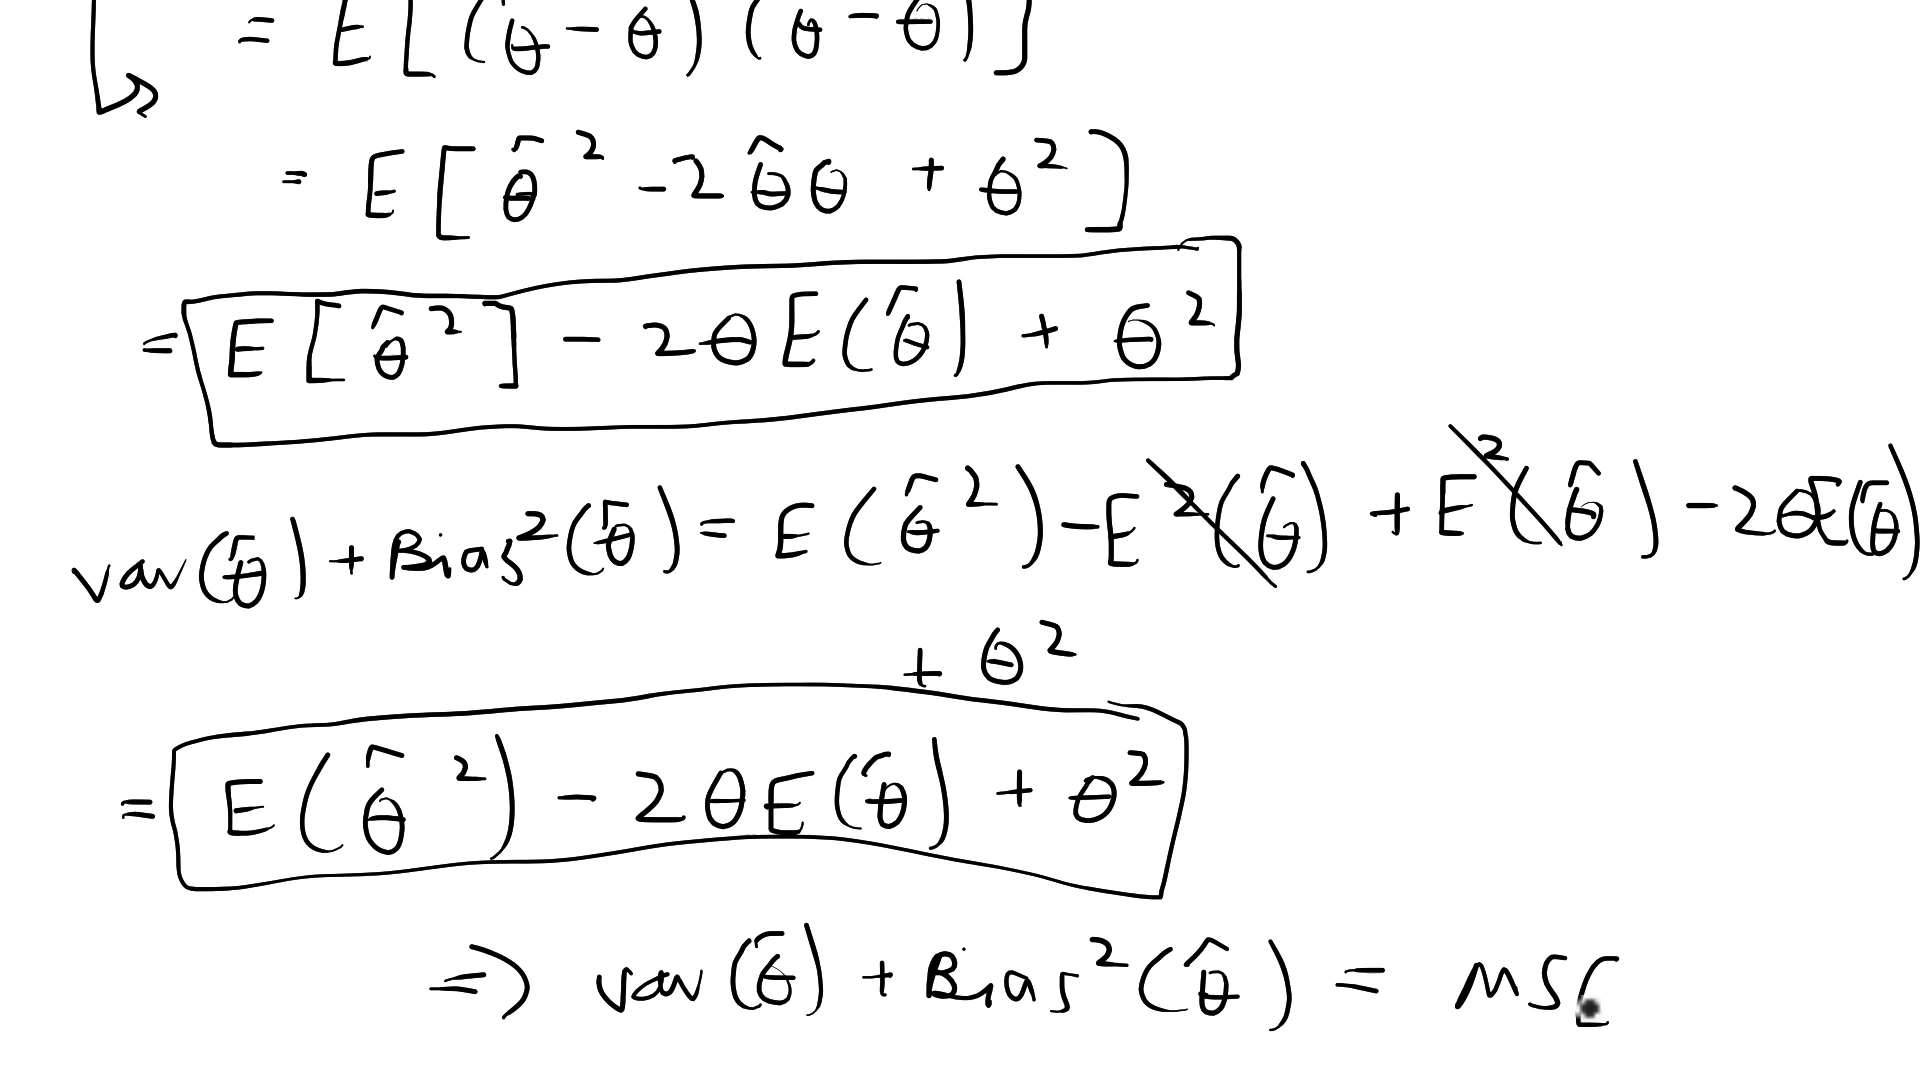 = E[(θ̂ - θ)(θ̂ - θ)]
= E[θ̂² - 2θ̂θ + θ²]
= E[θ̂²] - 2θE(θ̂) + θ²
var(θ̂) + Bias²(θ̂) = E(θ̂²) - E²(θ̂) + E²(θ̂) - 2θE(θ̂)
+ θ²
= E(θ̂²) - 2θE(θ̂) + θ²
⇒ var(θ̂) + Bias²(θ̂) = MSE